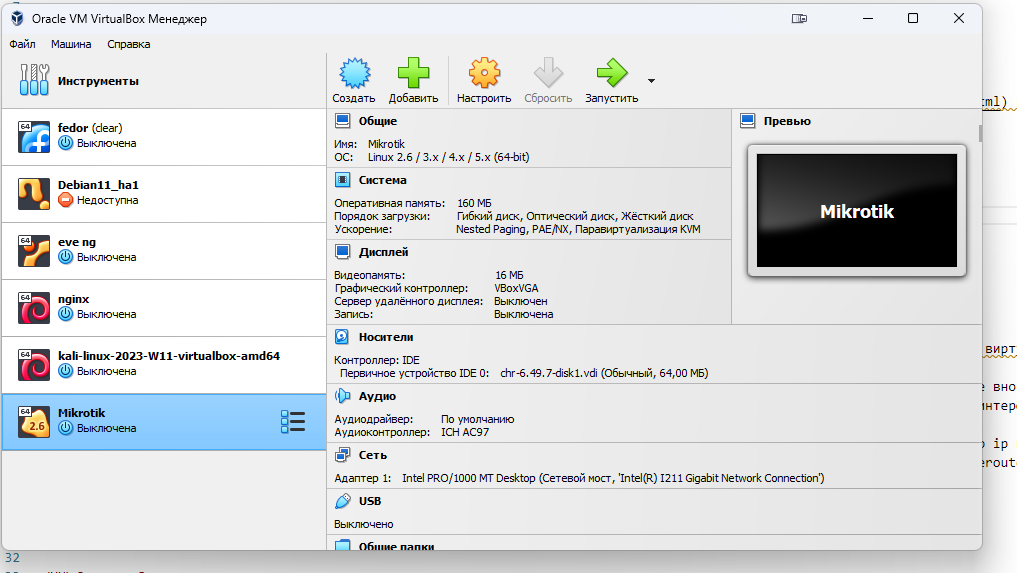 Oracle VM VirtualBox Менеджер
Файл Машина Справка
Инструменты
Создать Добавить Настроить Сбросить Запустить
64
fedor (clear)
Выключена
Debian11_ha1
Недоступна
64
eve ng
Выключена
64
nginx
Выключена
64
kali-linux-2023-W11-virtualbox-amd64
Выключена
64
2.6
Mikrotik
Выключена
Общие
Имя: Mikrotik
ОС: Linux 2.6 / 3.x / 4.x / 5.x (64-bit)
Система
Оперативная память: 160 МБ
Порядок загрузки: Гибкий диск, Оптический диск, Жёсткий диск
Ускорение: Nested Paging, PAE/NX, Паравиртуализация KVM
Дисплей
Видеопамять: 16 МБ
Графический контроллер: VBoxVGA
Сервер удалённого дисплея: Выключен
Запись: Выключена
Носители
Контроллер: IDE
Первичное устройство IDE 0: chr-6.49.7-disk1.vdi (Обычный, 64,00 МБ)
Аудио
Аудиодрайвер: По умолчанию
Аудиоконтроллер: ICH AC97
Сеть
Адаптер 1: Intel PRO/1000 MT Desktop (Сетевой мост, 'Intel(R) I211 Gigabit Network Connection')
USB
Выключено
Общие папки
Превью
Mikrotik
ml)
вирт
е вно
интере
ip
erout
32